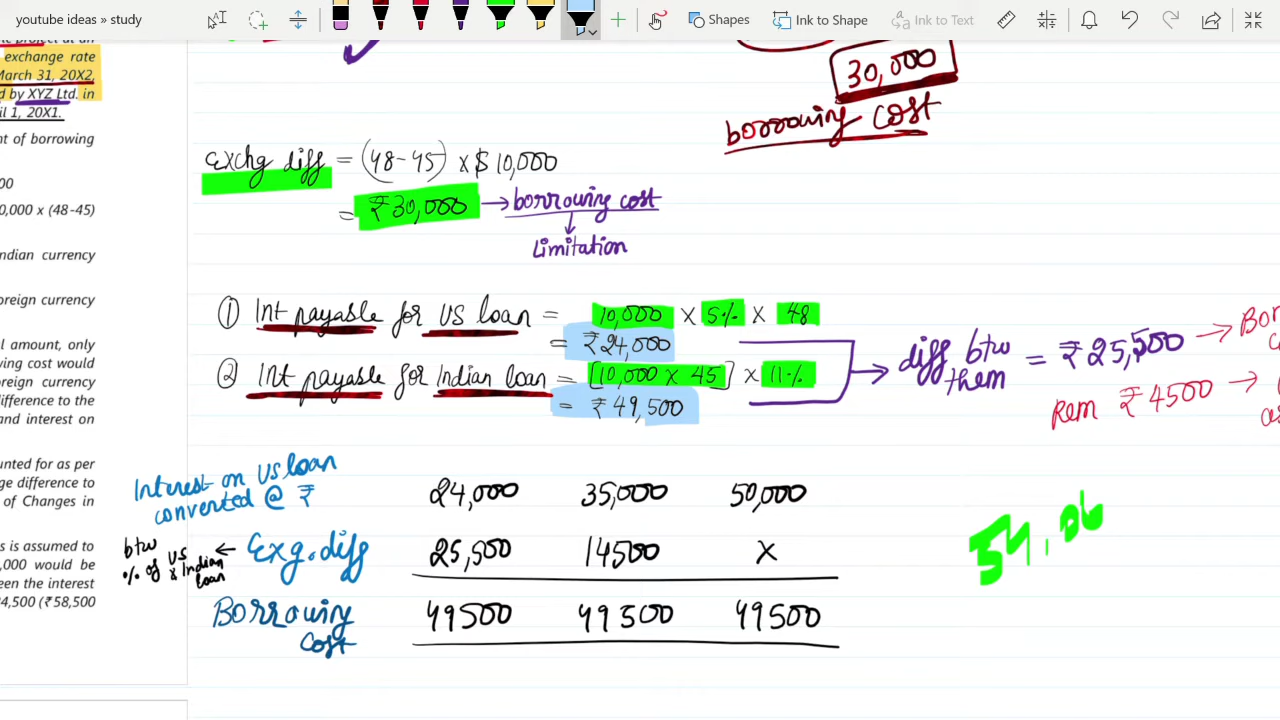 youtube ideas » study
Shapes
Ink to Shape
Ink to Text
exchange rate
March 31, 20X2,
d by XYZ Ltd. in
il 1, 20X1.
nt of borrowing
00
0,000 x (48-45)
ndian currency
oreign currency
al amount, only
ving cost would
oreign currency
difference to the
and interest on
unted for as per
ge difference to
of Changes in
s is assumed to
,000 would be
een the interest
4,500 (₹58,500
30,000
borrowing cost
Exchg diff = (48-45) x $ 10,000
= ₹30,000 → borrowing cost
Limitation
① Int payable for US loan = 10,000 x 5% x 48
= ₹24,000
② Int payable for Indian loan = [10,000 x 45] x 11%
= ₹49,500
diff btw them = ₹25,500 → Bor
Rem ₹4500 →
Interest on US loan converted @ ₹ 24,000 35,000 50,000
btw % of US & Indian loan ← Exg. diff 25,500 14500 x
Borrowing cost 49500 49500 49500
54,06